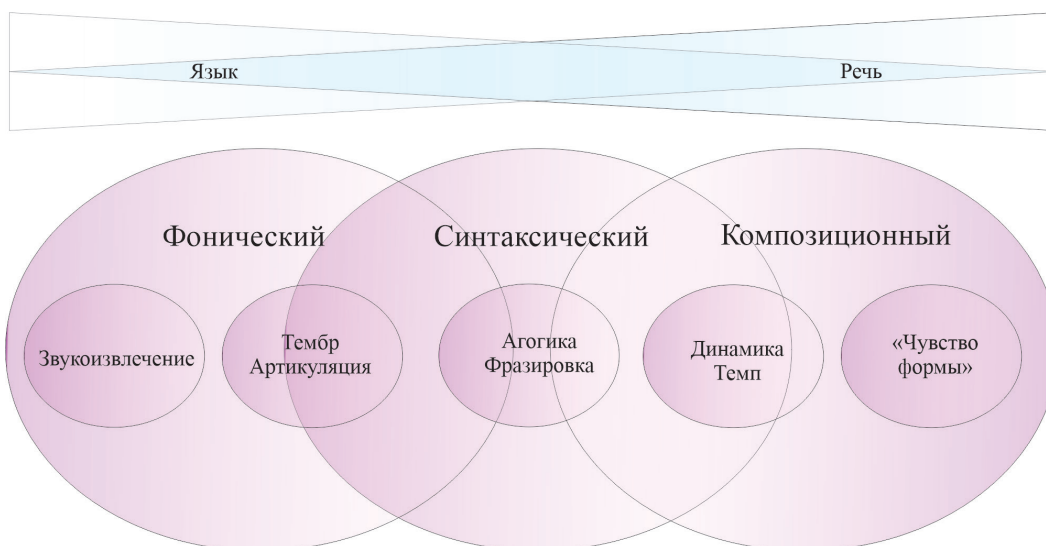 Язык
Речь
Фонический
Синтаксический
Композиционный
Звукоизвлечение
Тембр
Артикуляция
Агогика
Фразировка
Динамика
Темп
«Чувство
формы»